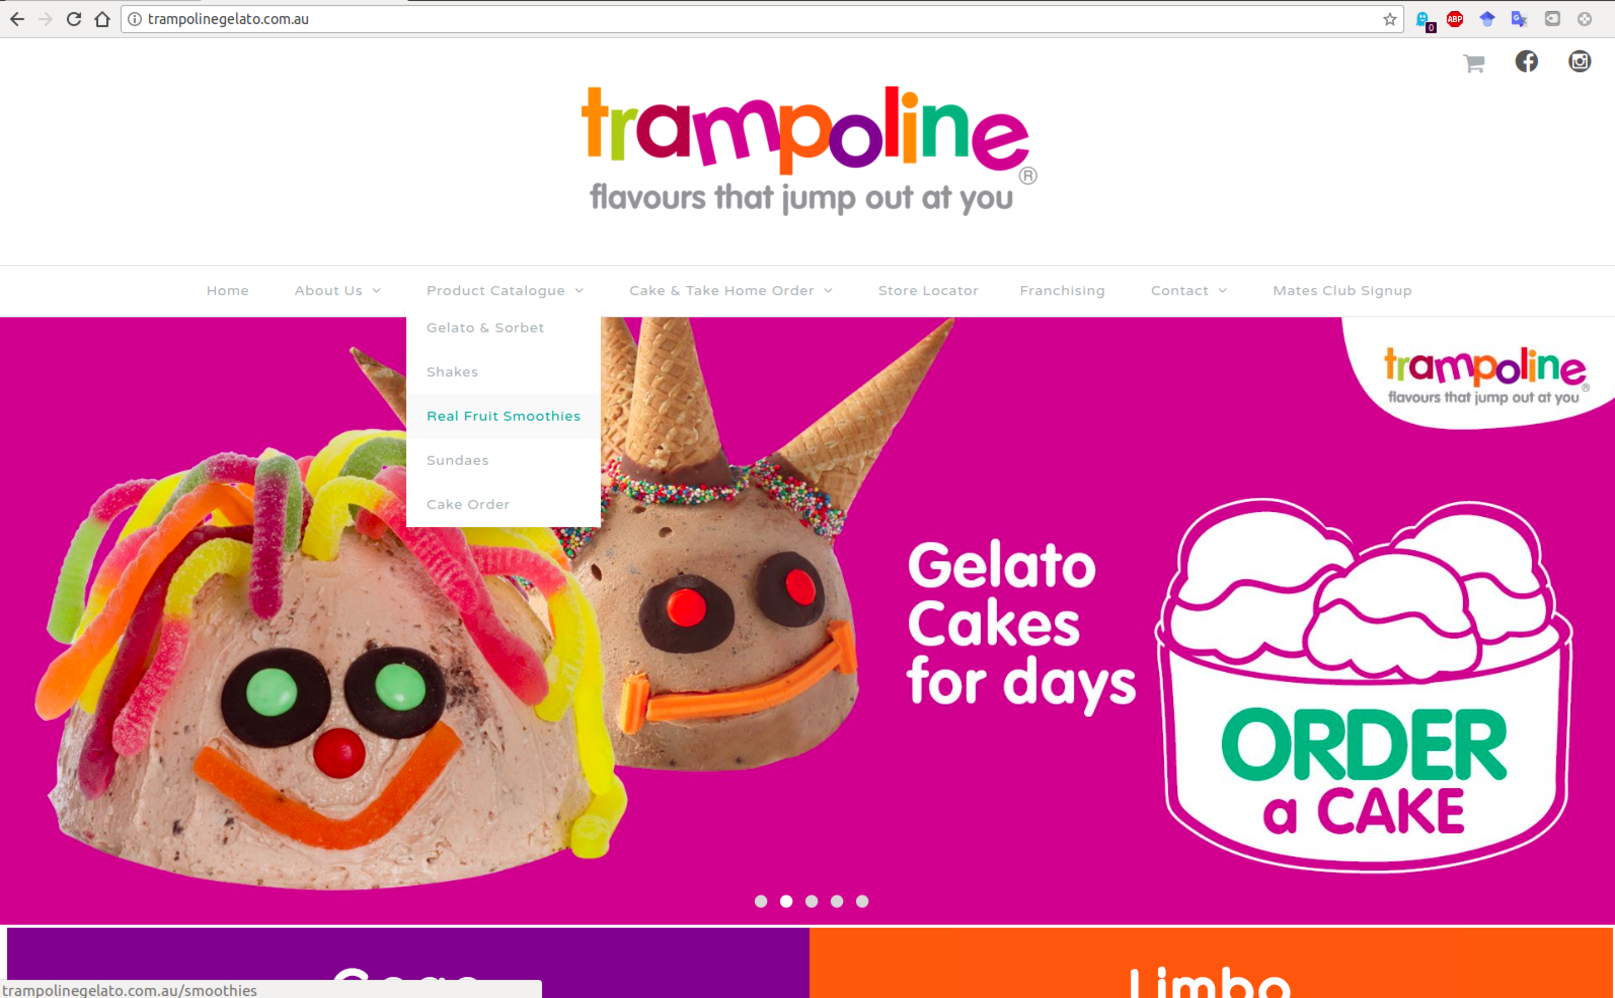 trampolinegelato.com.au
0
ABP
trampoline
®
flavours that jump out at you
Home
About Us
Product Catalogue
Cake & Take Home Order
Store Locator
Franchising
Contact
Mates Club Signup
Gelato & Sorbet
Shakes
Real Fruit Smoothies
Sundaes
Cake Order
trampoline
®
flavours that jump out at you
Gelato
Cakes
for days
ORDER
a CAKE
Limbo
trampolinegelato.com.au/smoothies